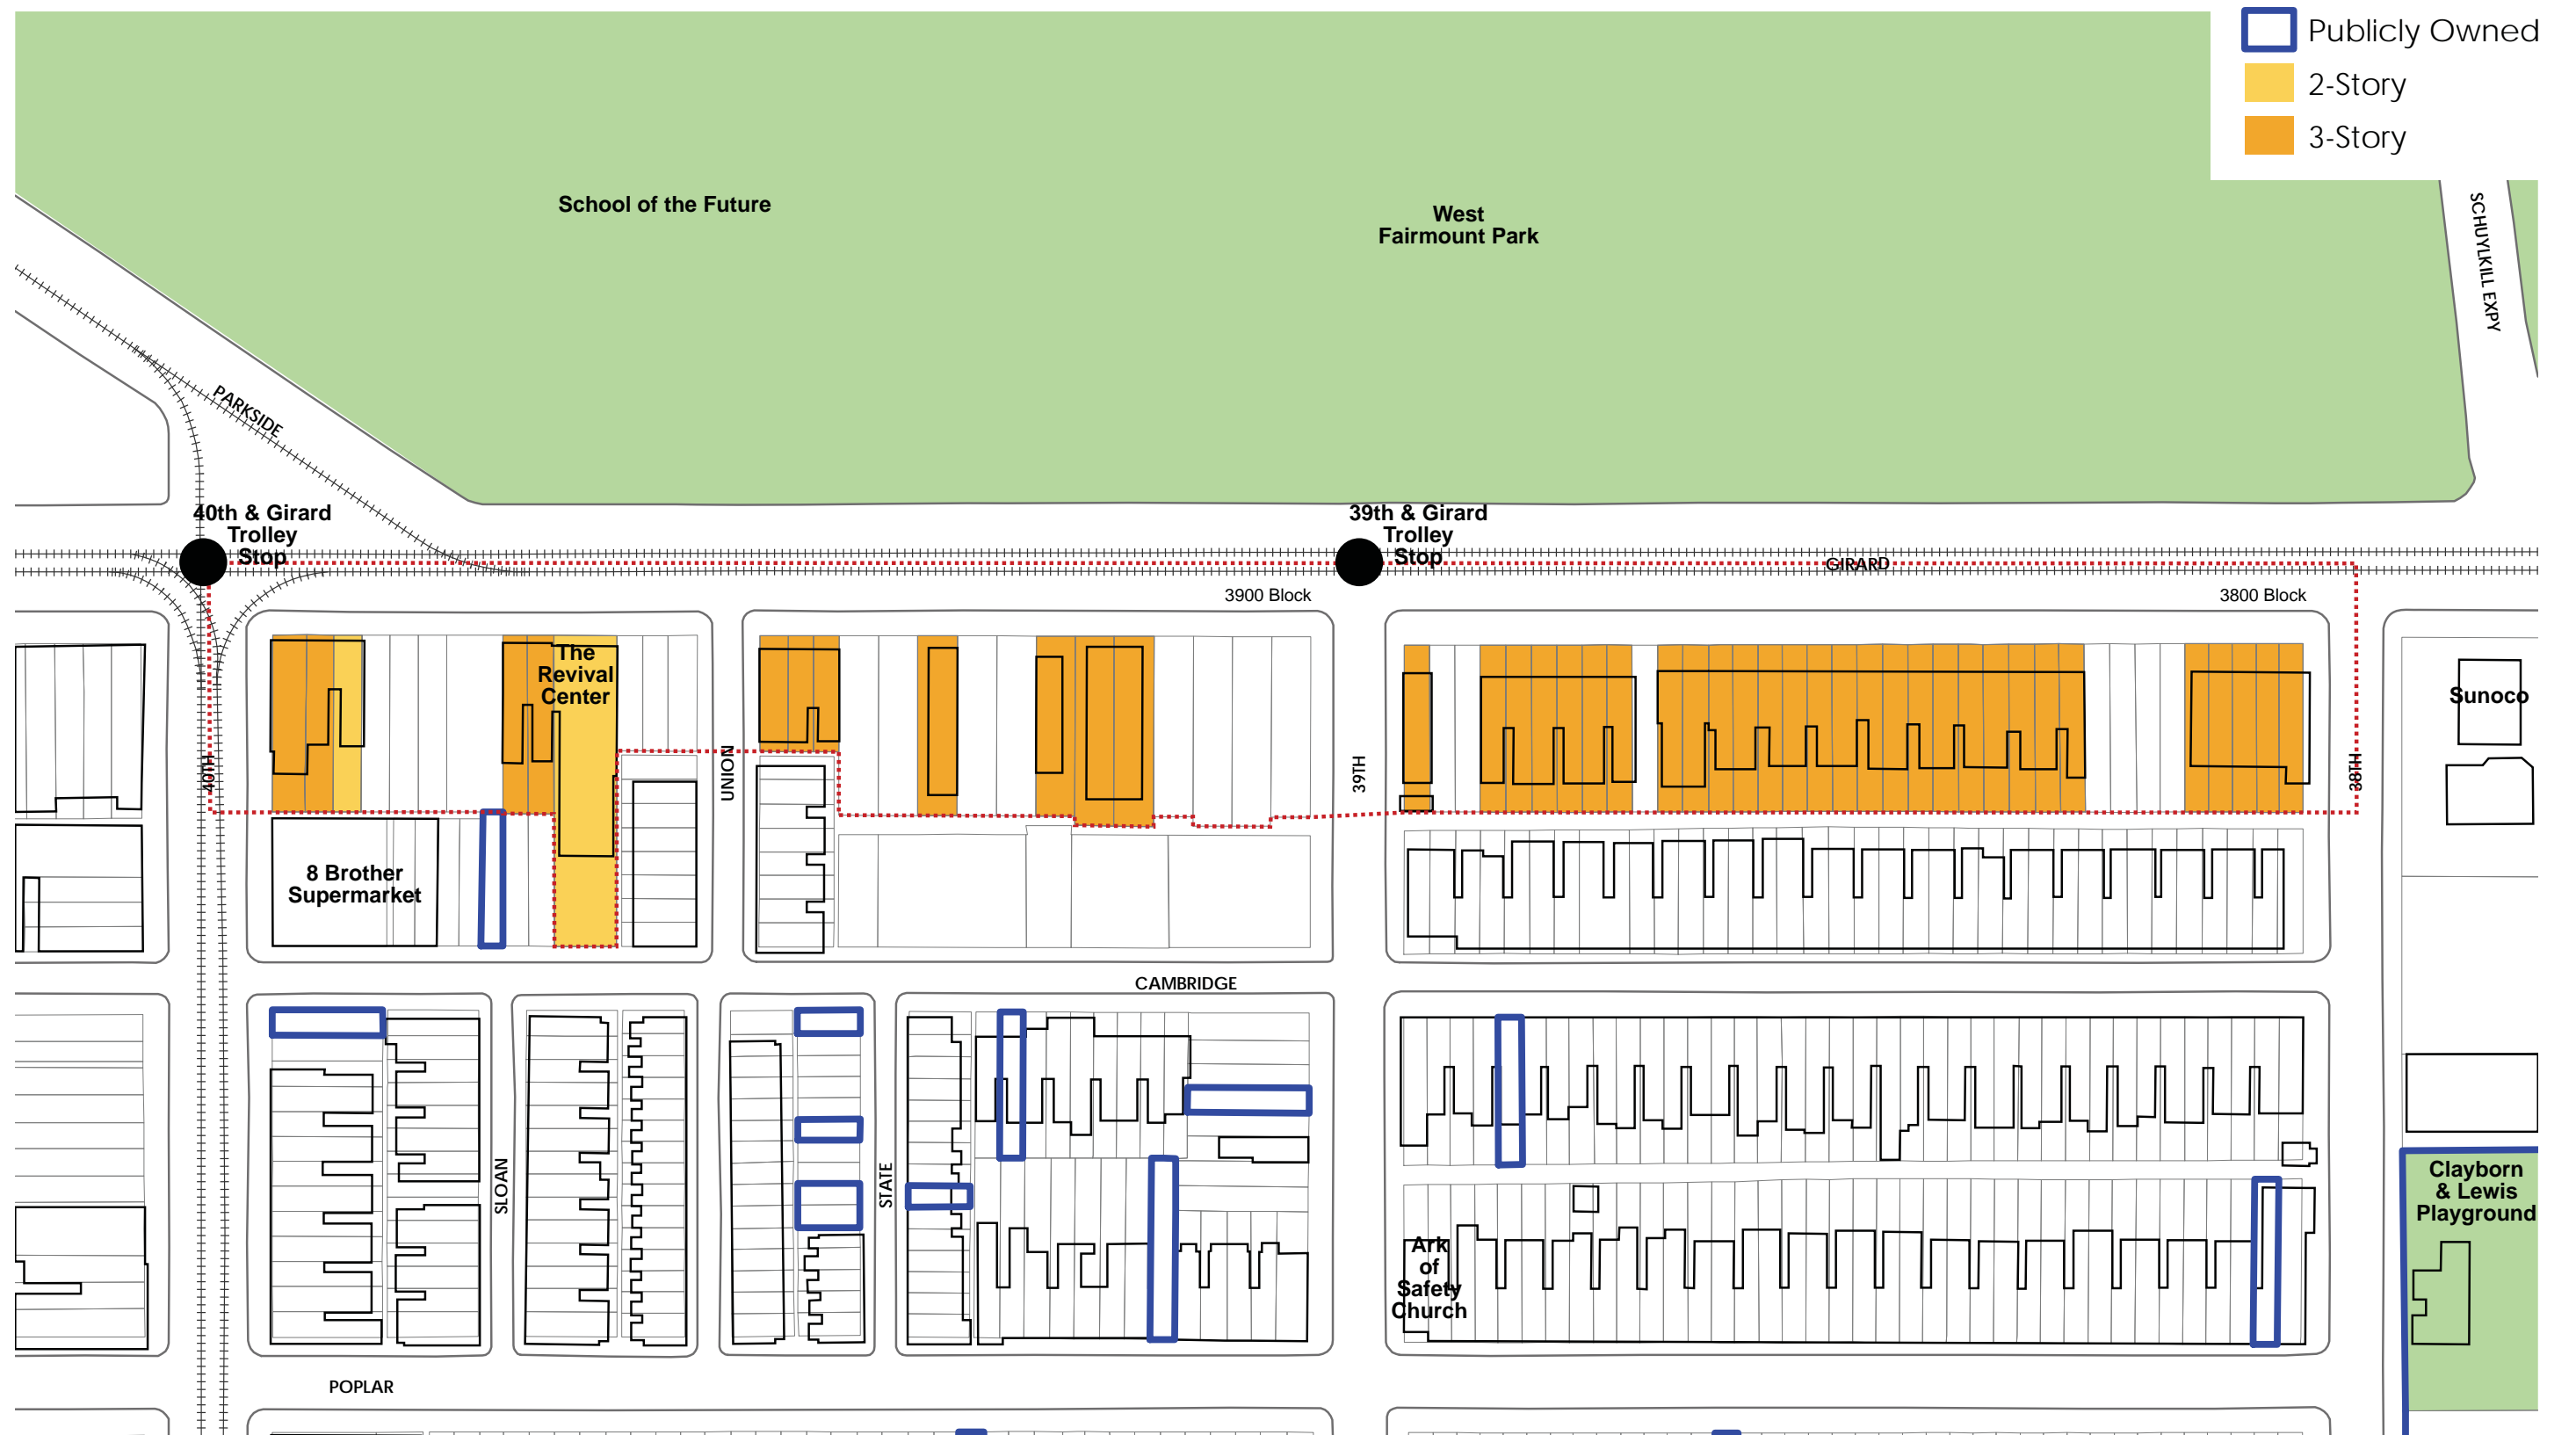 Publicly Owned
2-Story
3-Story
School of the Future
West
Fairmount Park
SCHUYLKILL EXPY
PARKSIDE
40th & Girard
Trolley
Stop
39th & Girard
Trolley
Stop
GIRARD
3900 Block
3800 Block
The
Revival
Center
Sunoco
40TH
UNION
39TH
38TH
8 Brother
Supermarket
CAMBRIDGE
SLOAN
STATE
Clayborn
& Lewis
Playground
Ark
of
Safety
Church
POPLAR